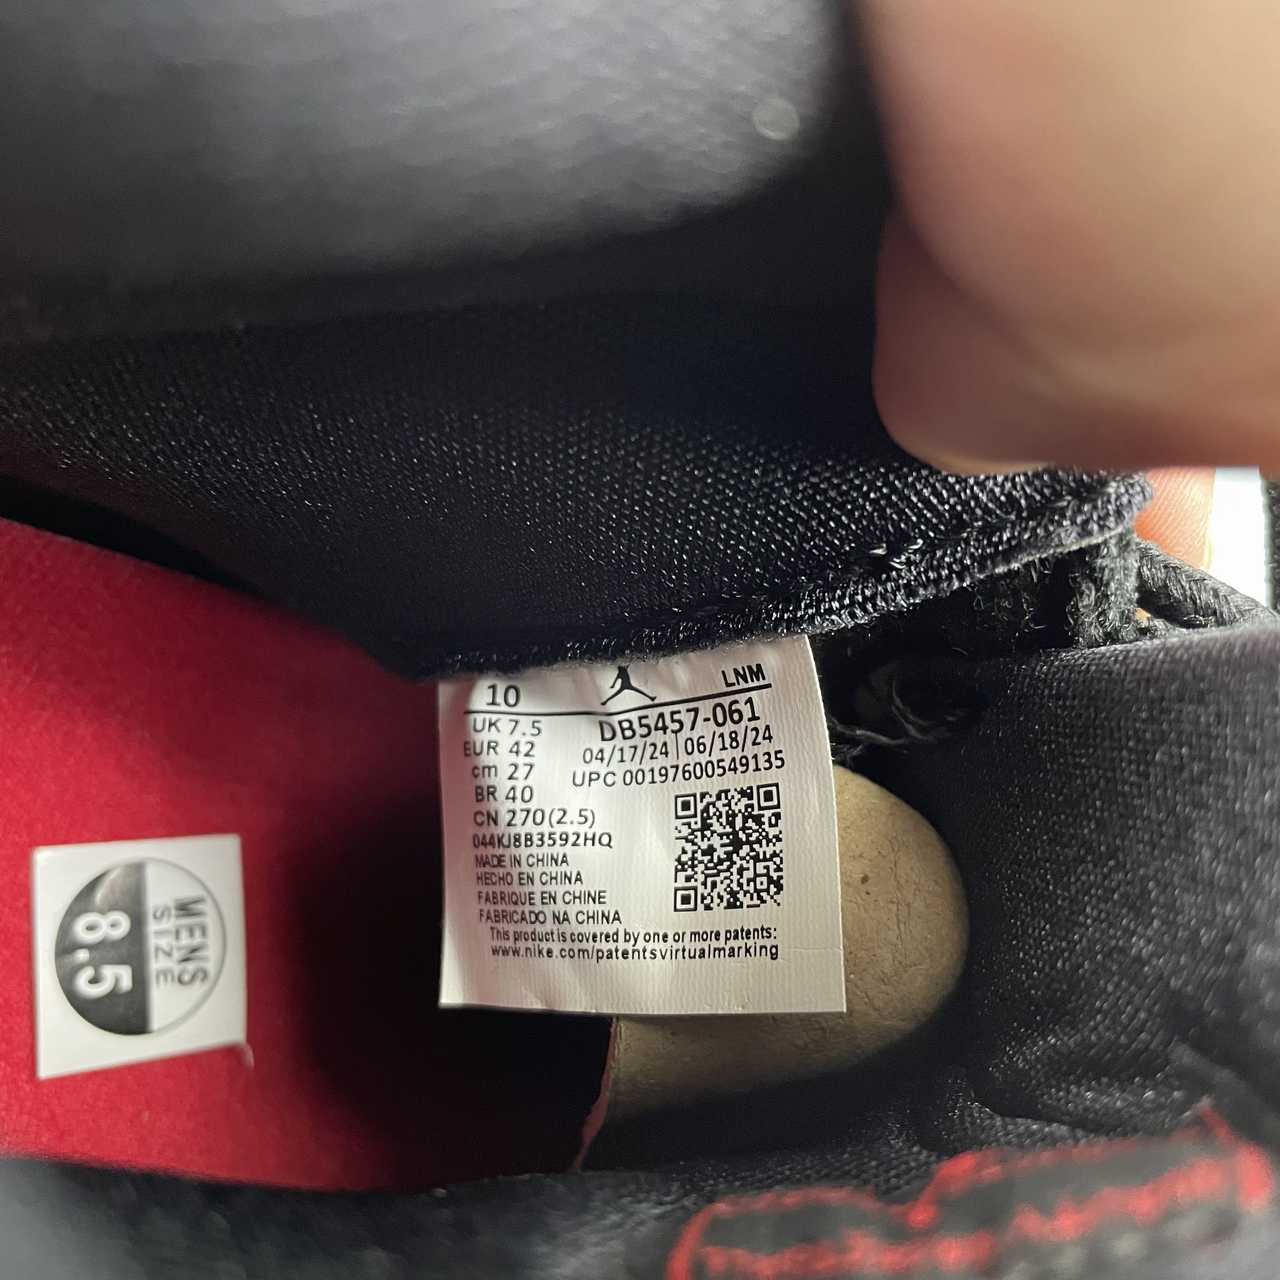 10
LNM
UK 7.5
DB5457-061
EUR 42
04/17/24 | 06/18/24
cm 27
UPC 00197600549135
BR 40
CN 270(2.5)
044KJ8B3592HQ
MADE IN CHINA
HECHO EN CHINA
FABRIQUE EN CHINE
FABRICADO NA CHINA
This product is covered by one or more patents:
www.nike.com/patentsvirtualmarking
MENS
SIZE
8.5